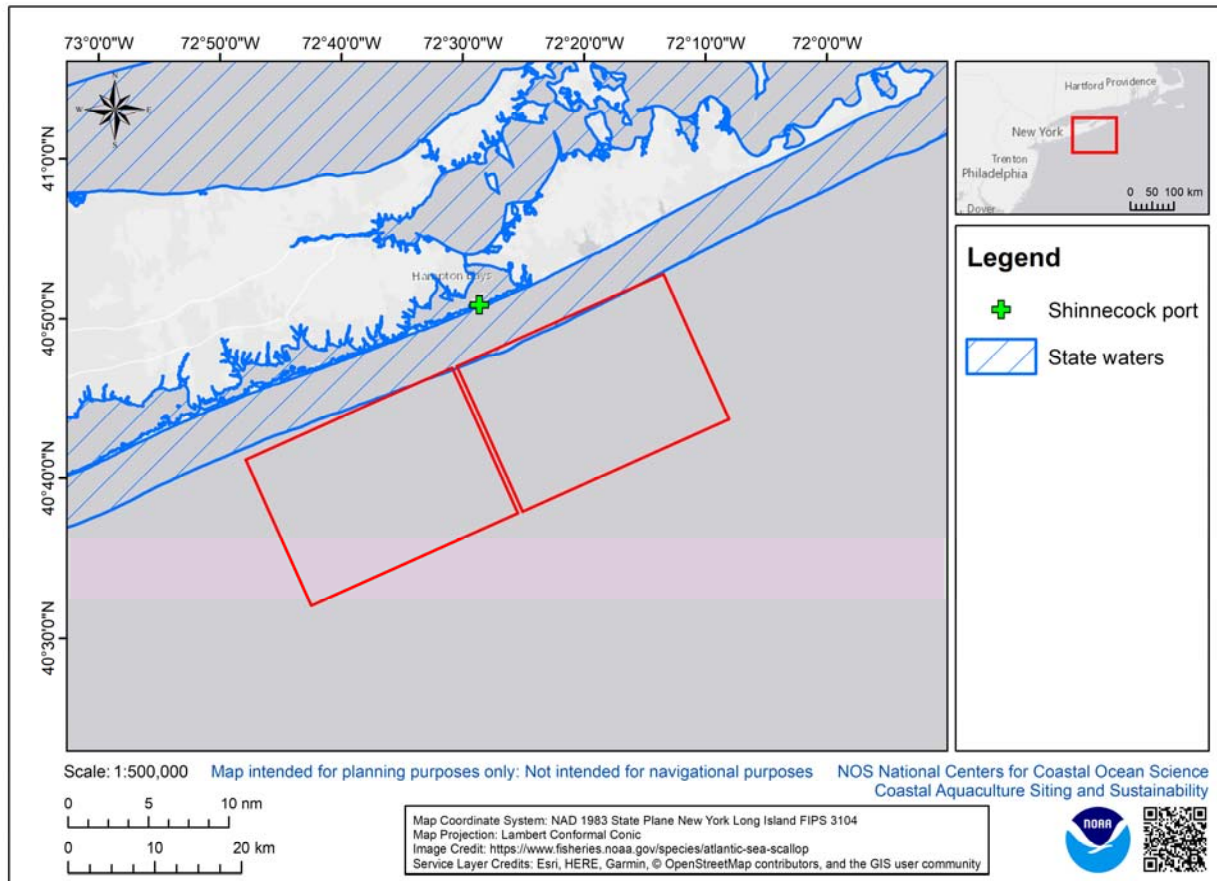 73°0'0"W 72°50'0"W 72°40'0"W 72°30'0"W 72°20'0"W 72°10'0"W 72°0'0"W
N
W E
S
41°0'0"N
40°50'0"N
40°40'0"N
40°30'0"N
Hampton Bays
Hartford Providence
New York
Trenton
Philadelphia
Dover
0 50 100 km
Legend
Shinnecock port
State waters
Scale: 1:500,000 Map intended for planning purposes only: Not intended for navigational purposes
NOS National Centers for Coastal Ocean Science
Coastal Aquaculture Siting and Sustainability
0 5 10 nm
0 10 20 km
Map Coordinate System: NAD 1983 State Plane New York Long Island FIPS 3104
Map Projection: Lambert Conformal Conic
Image Credit: https://www.fisheries.noaa.gov/species/atlantic-sea-scallop
Service Layer Credits: Esri, HERE, Garmin, © OpenStreetMap contributors, and the GIS user community
NOAA